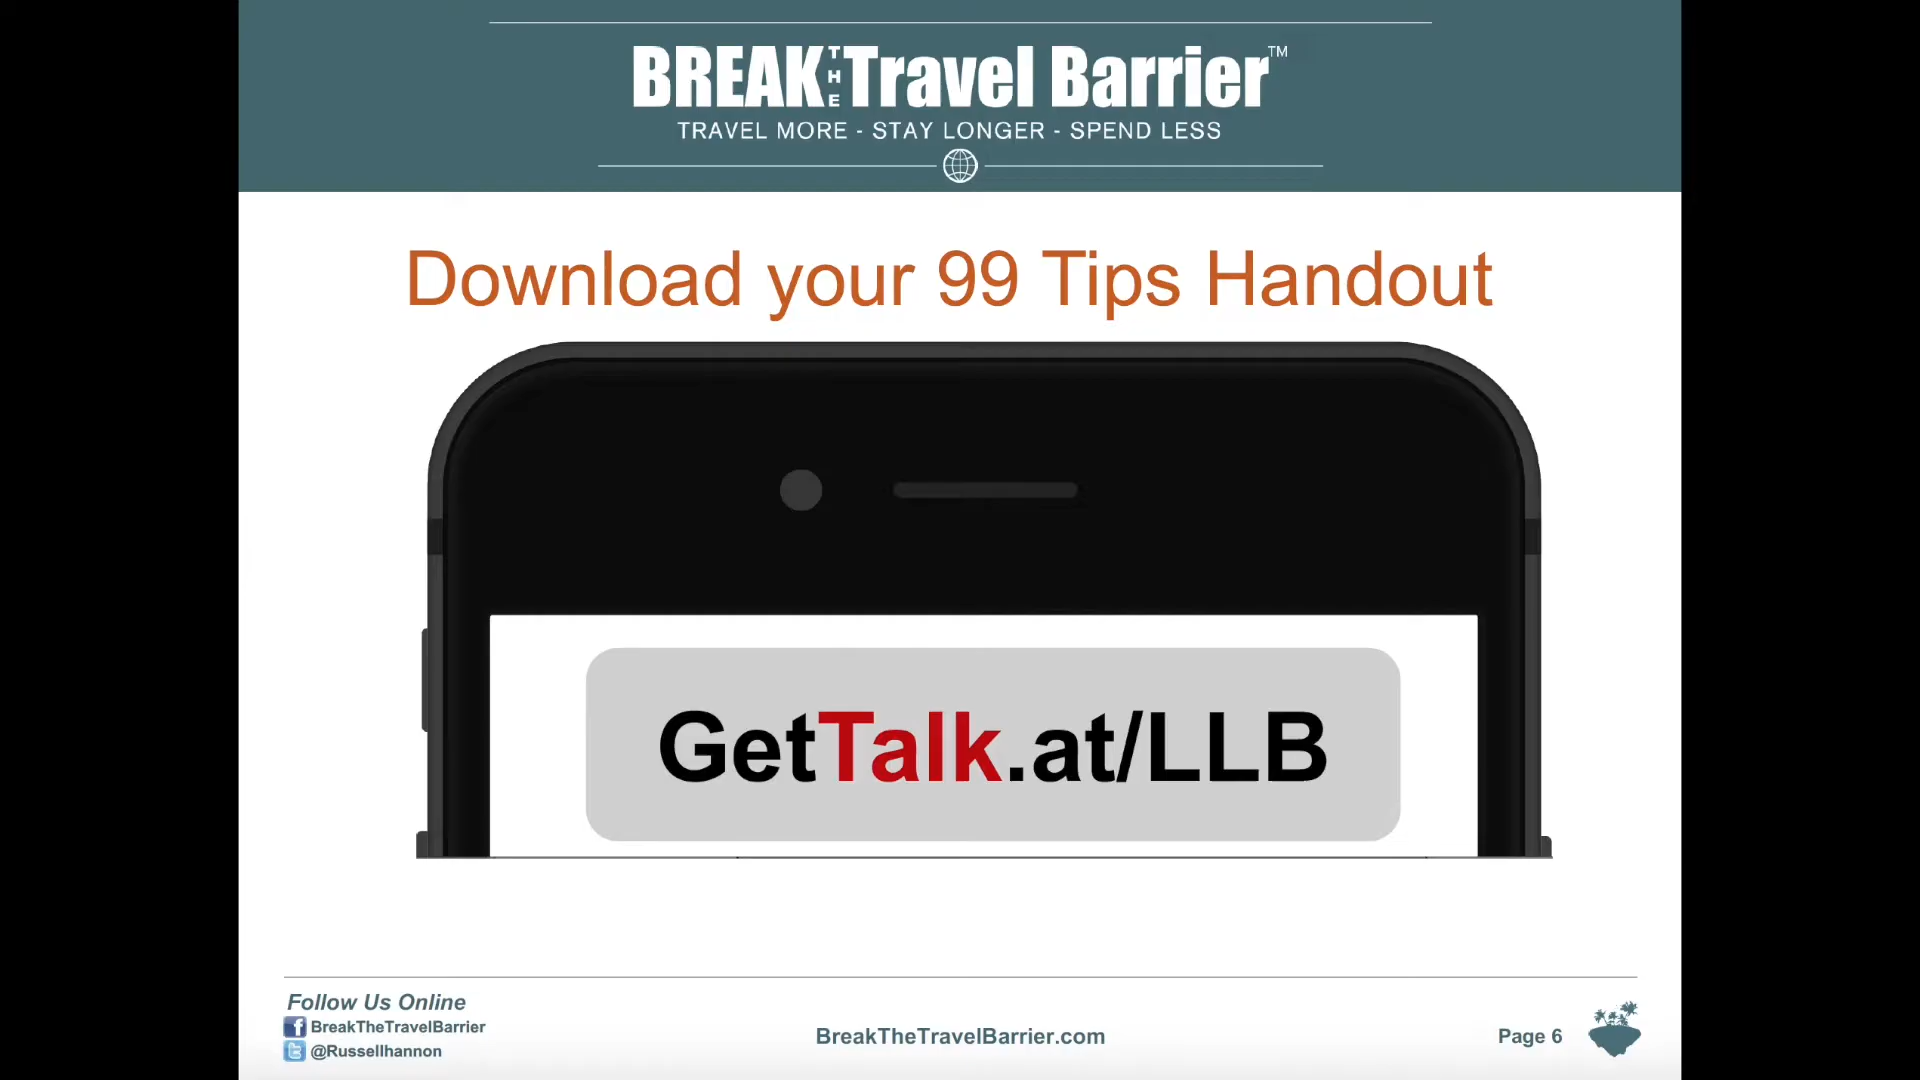 BREAK THE Travel Barrier™
TRAVEL MORE - STAY LONGER - SPEND LESS
Download your 99 Tips Handout
GetTalk.at/LLB
Follow Us Online
f BreakTheTravelBarrier
t @Russellhannon
BreakTheTravelBarrier.com
Page 6